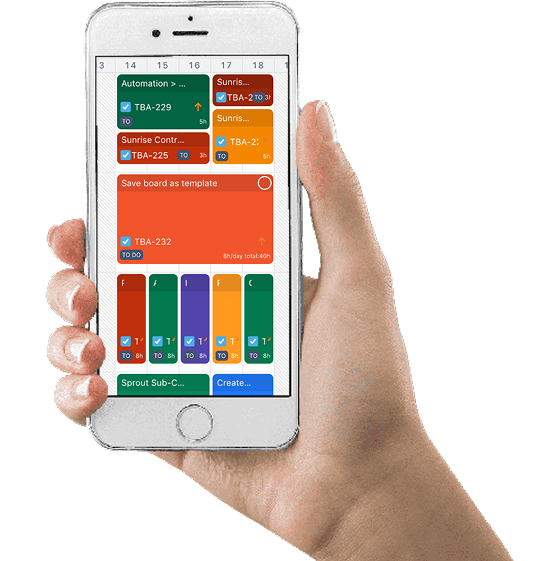 3 14 15 16 17 18 1
Automation > ...
TBA-229
TO 5h
Sunris...
TBA-2 TO 3h
Sunris...
TBA-22
TO 5h
Sunrise Contr...
TBA-225 TO 3h
Save board as template
TBA-232
TO DO 8h/day total:40h
F A I F C
T T T T T
TO 8h TO 8h TO 8h TO 8h TO 8h
Sprout Sub-C...
Create...